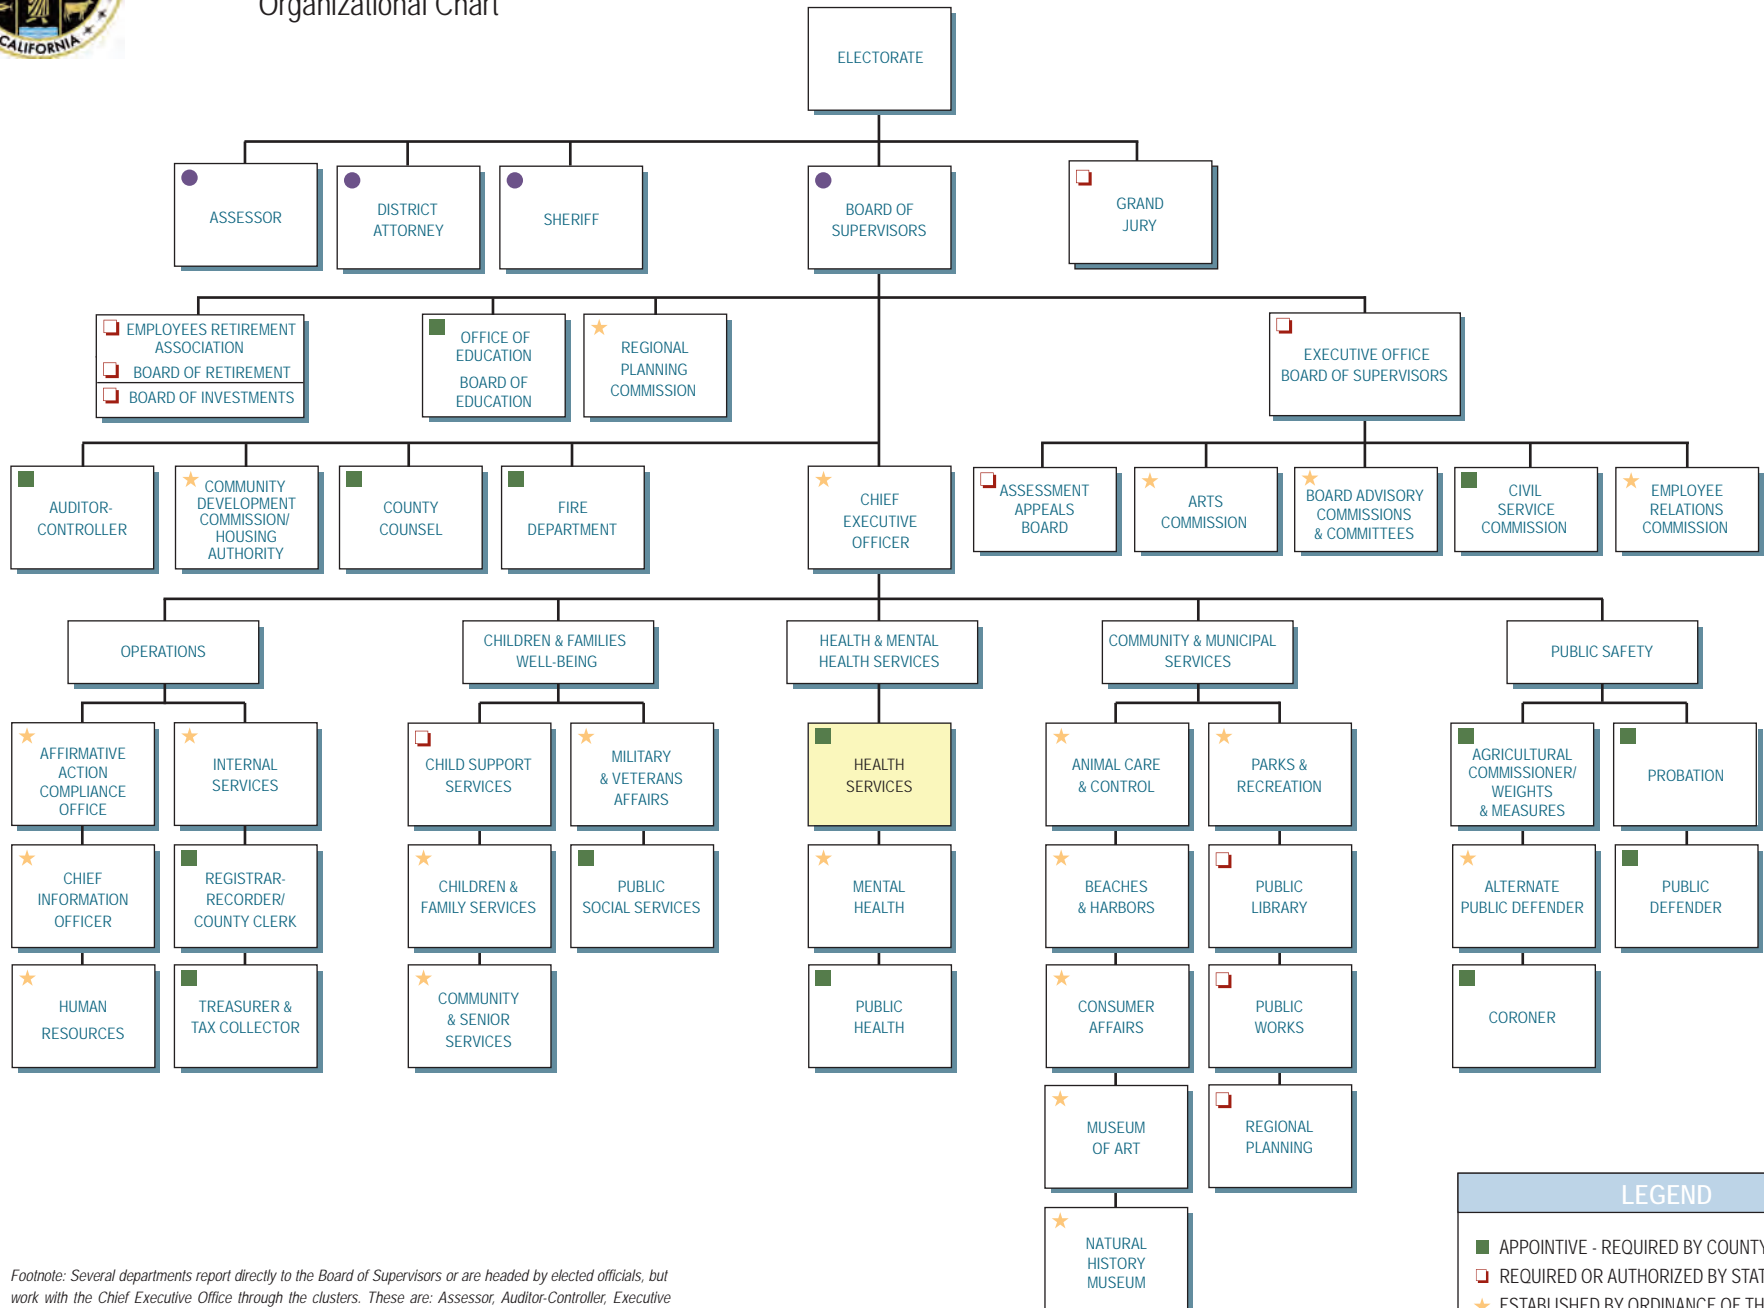 CALIFORNIA
Organizational Chart
ELECTORATE
ASSESSOR
DISTRICT
ATTORNEY
SHERIFF
BOARD OF
SUPERVISORS
GRAND
JURY
EMPLOYEES RETIREMENT
ASSOCIATION
BOARD OF RETIREMENT
BOARD OF INVESTMENTS
OFFICE OF
EDUCATION
BOARD OF
EDUCATION
REGIONAL
PLANNING
COMMISSION
EXECUTIVE OFFICE
BOARD OF SUPERVISORS
AUDITOR-
CONTROLLER
COMMUNITY
DEVELOPMENT
COMMISSION/
HOUSING
AUTHORITY
COUNTY
COUNSEL
FIRE
DEPARTMENT
CHIEF
EXECUTIVE
OFFICER
ASSESSMENT
APPEALS
BOARD
ARTS
COMMISSION
BOARD ADVISORY
COMMISSIONS
& COMMITTEES
CIVIL
SERVICE
COMMISSION
EMPLOYEE
RELATIONS
COMMISSION
OPERATIONS
CHILDREN & FAMILIES
WELL-BEING
HEALTH & MENTAL
HEALTH SERVICES
COMMUNITY & MUNICIPAL
SERVICES
PUBLIC SAFETY
AFFIRMATIVE
ACTION
COMPLIANCE
OFFICE
INTERNAL
SERVICES
CHILD SUPPORT
SERVICES
MILITARY
& VETERANS
AFFAIRS
HEALTH
SERVICES
ANIMAL CARE
& CONTROL
PARKS &
RECREATION
AGRICULTURAL
COMMISSIONER/
WEIGHTS
& MEASURES
PROBATION
CHIEF
INFORMATION
OFFICER
REGISTRAR-
RECORDER/
COUNTY CLERK
CHILDREN &
FAMILY SERVICES
PUBLIC
SOCIAL SERVICES
MENTAL
HEALTH
BEACHES
& HARBORS
PUBLIC
LIBRARY
ALTERNATE
PUBLIC DEFENDER
PUBLIC
DEFENDER
HUMAN
RESOURCES
TREASURER &
TAX COLLECTOR
COMMUNITY
& SENIOR
SERVICES
PUBLIC
HEALTH
CONSUMER
AFFAIRS
PUBLIC
WORKS
CORONER
MUSEUM
OF ART
REGIONAL
PLANNING
NATURAL
HISTORY
MUSEUM
LEGEND
APPOINTIVE - REQUIRED BY COUNTY
REQUIRED OR AUTHORIZED BY STAT
ESTABLISHED BY ORDINANCE OF TH
Footnote: Several departments report directly to the Board of Supervisors or are headed by elected officials, but
work with the Chief Executive Office through the clusters. These are: Assessor, Auditor-Controller, Executive